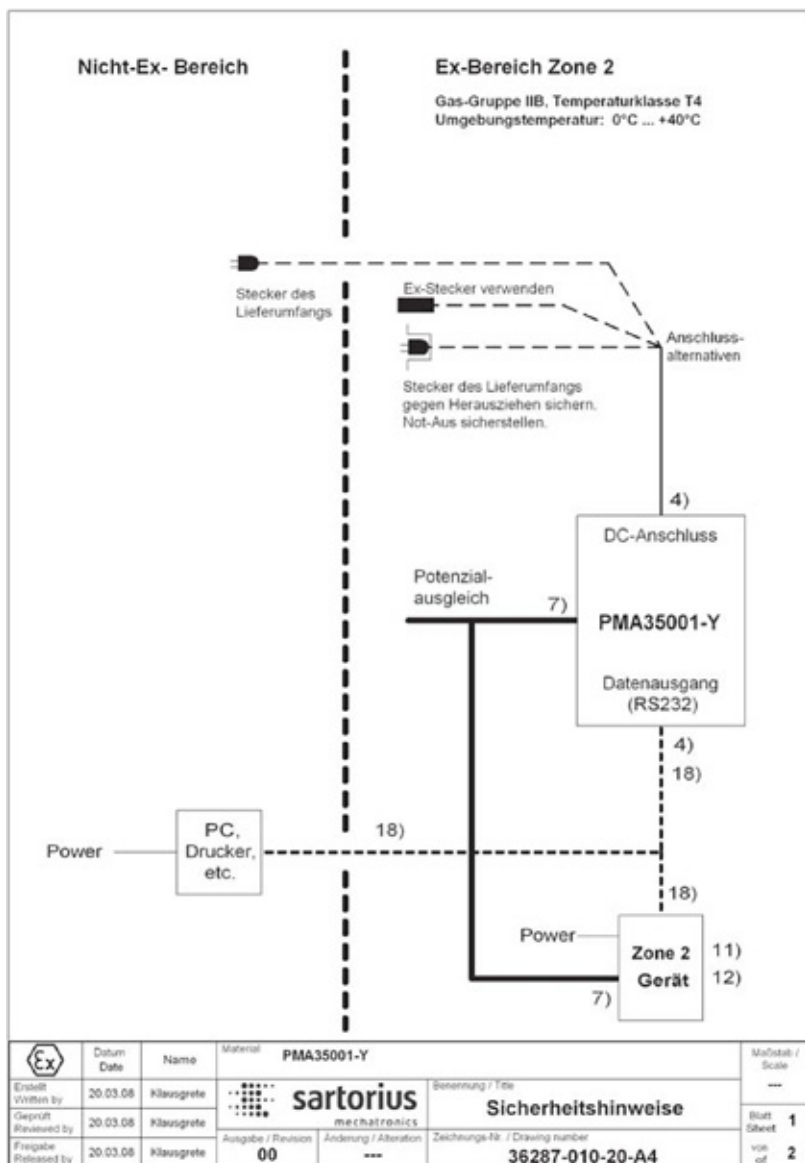 Nicht-Ex- Bereich
Ex-Bereich Zone 2
Gas-Gruppe IIB, Temperaturklasse T4
Umgebungstemperatur: 0°C ... +40°C
Stecker des
Lieferumfangs
Ex-Stecker verwenden
Anschluss-
alternativen
Stecker des Lieferumfangs
gegen Herausziehen sichern.
Not-Aus sicherstellen.
4)
DC-Anschluss
Potenzial-
ausgleich
7)
PMA35001-Y
Datenausgang
(RS232)
4)
18)
18)
Power
PC,
Drucker,
etc.
18)
Power
Zone 2
Gerät
11)
12)
7)
Ex
Datum
Date
Name
Material
PMA35001-Y
Maßstab /
Scale
---
Erstellt
Written by
20.03.08
Klausgrete
sartorius
mechatronics
Benennung / Title
Sicherheitshinweise
Geprüft
Reviewed by
20.03.08
Klausgrete
Blatt
Sheet
1
Freigabe
Released by
20.03.08
Klausgrete
Ausgabe / Revision
00
Änderung / Alteration
---
Zeichnungs-Nr. / Drawing number
36287-010-20-A4
von
of
2